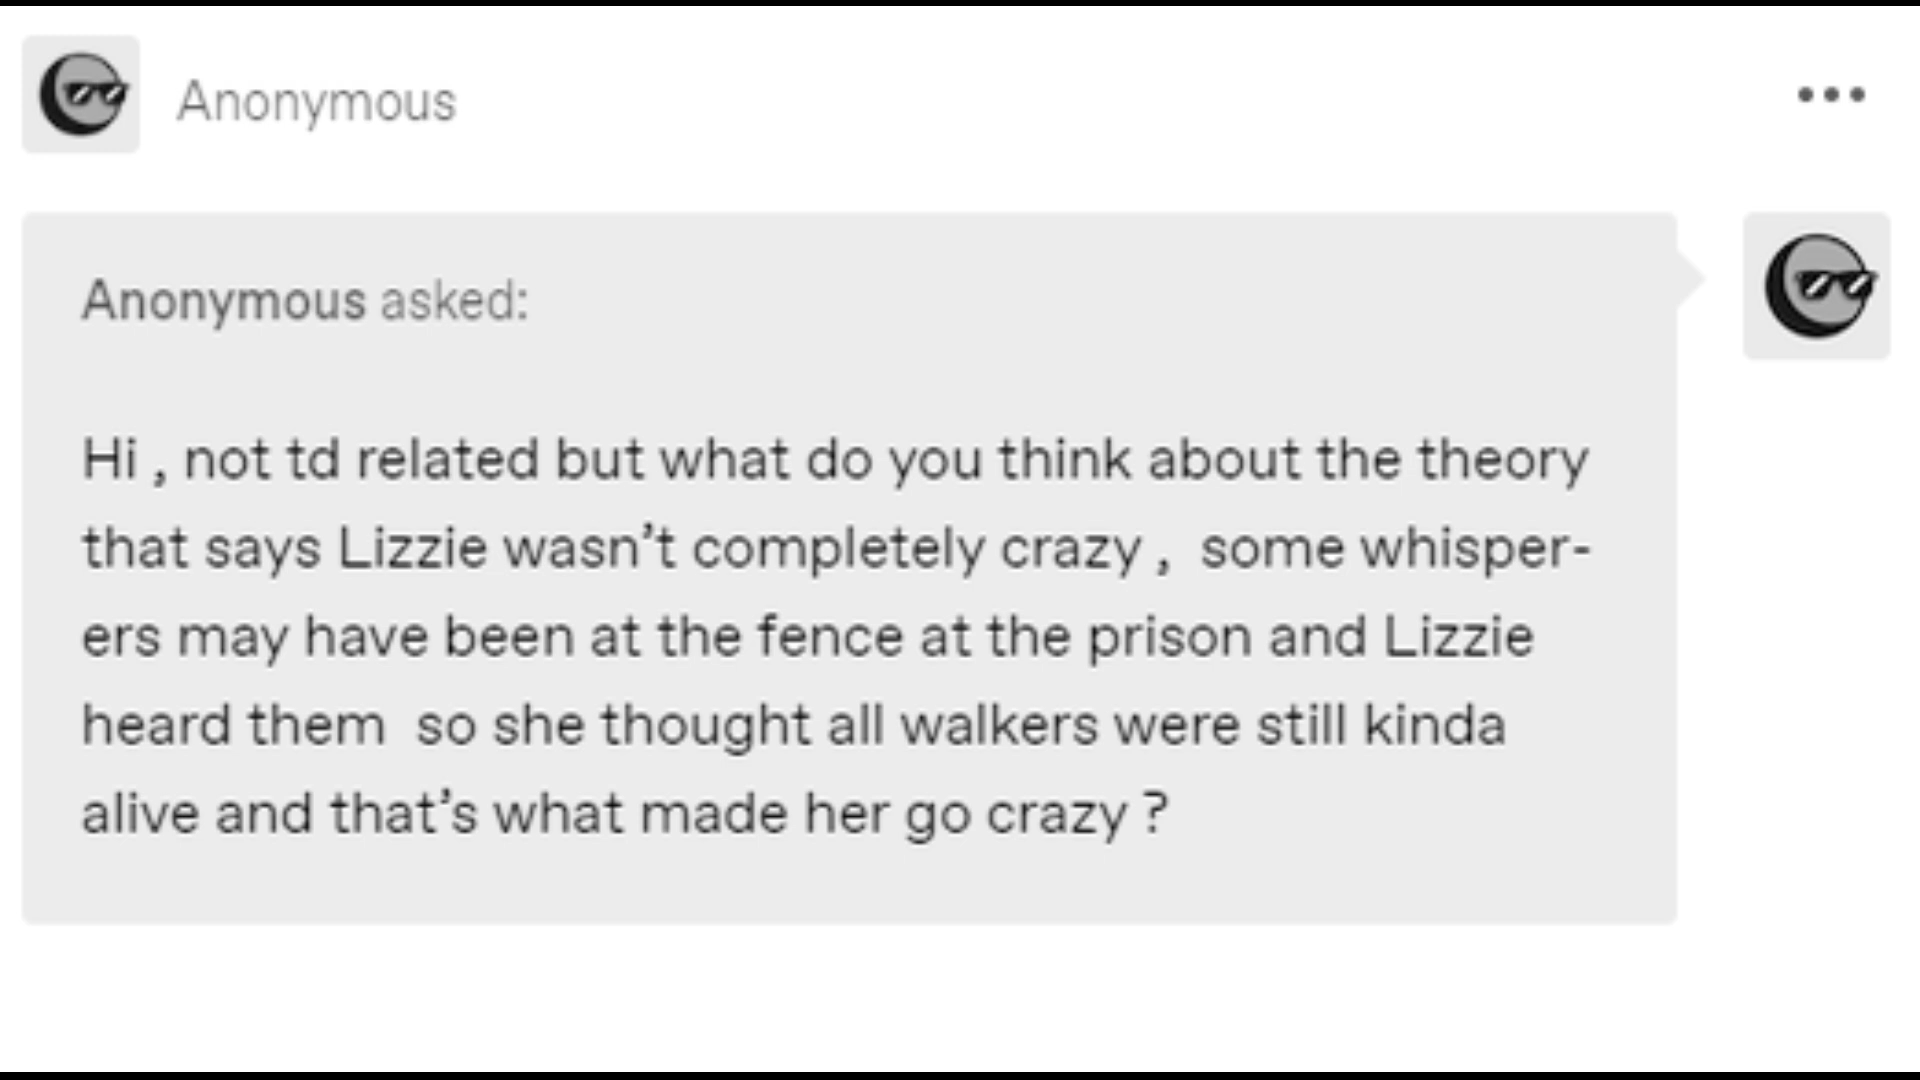 Anonymous
Anonymous asked:
Hi , not td related but what do you think about the theory
that says Lizzie wasn’t completely crazy ,  some whisper-
ers may have been at the fence at the prison and Lizzie
heard them  so she thought all walkers were still kinda
alive and that’s what made her go crazy ?